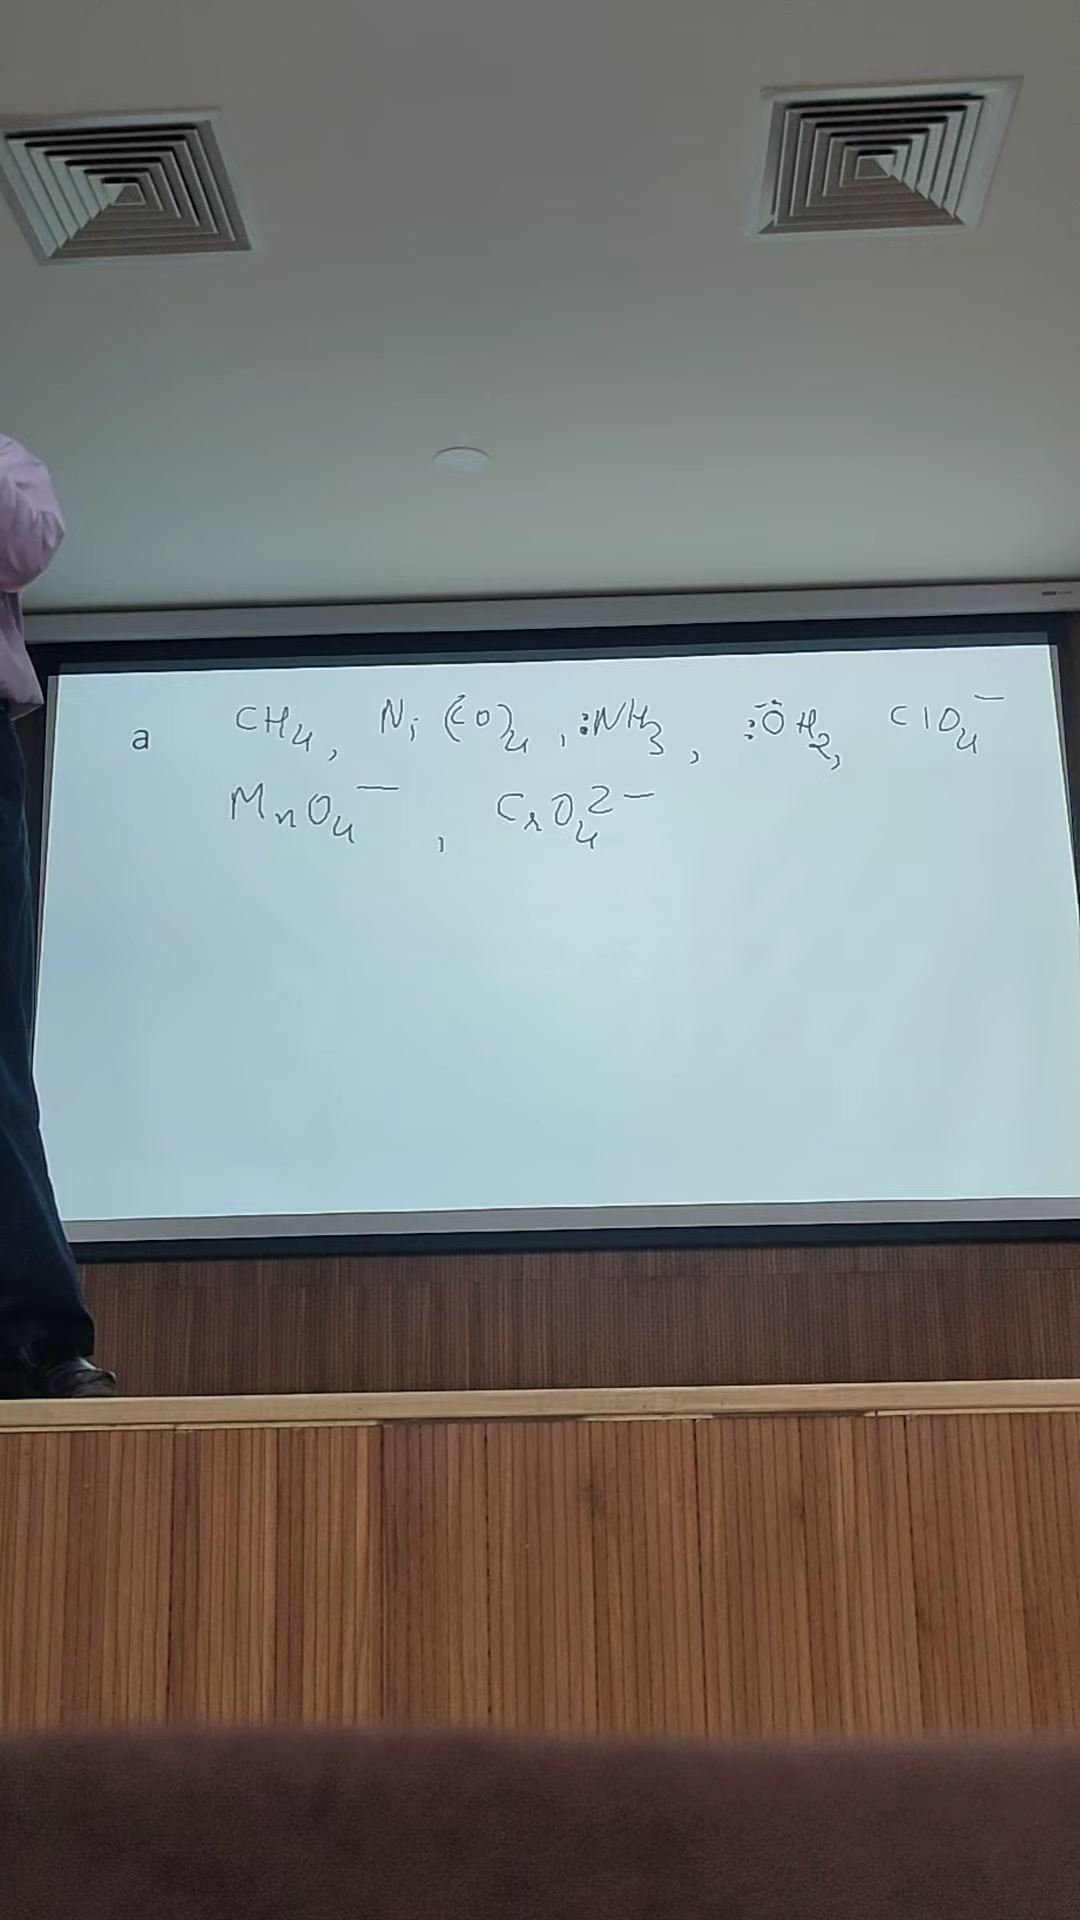 a CH₄, Ni(CO)₄, :NH₃, :ÖH₂, ClO₄⁻
MnO₄⁻, CrO₄²⁻